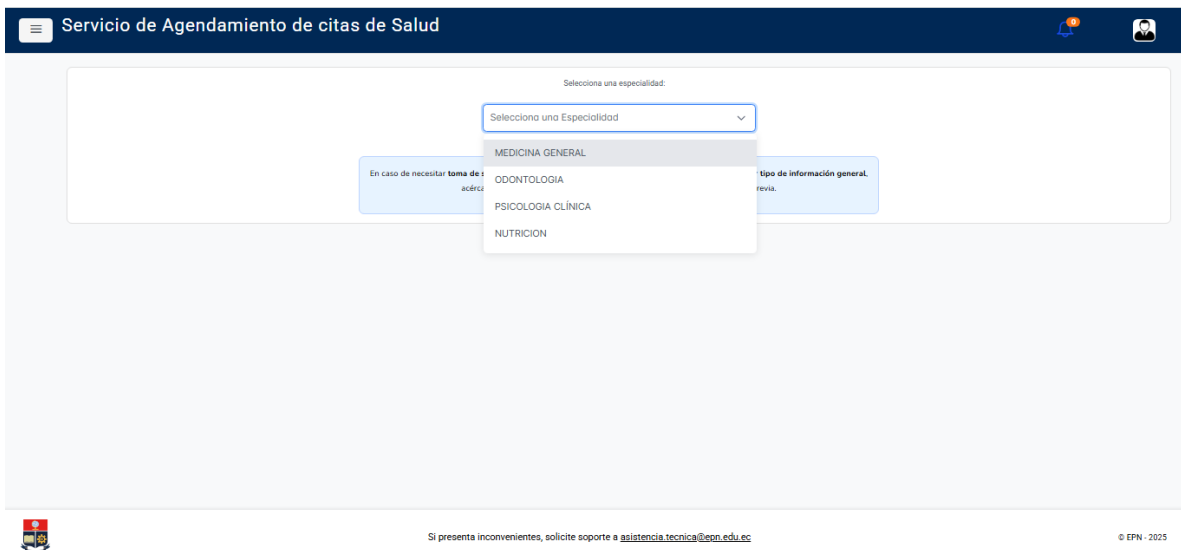 Servicio de Agendamiento de citas de Salud
0
Selecciona una especialidad:
Selecciona una Especialidad
MEDICINA GENERAL
ODONTOLOGIA
PSICOLOGIA CLÍNICA
NUTRICION
En caso de necesitar toma de tipo de información general,
Si presenta inconvenientes, solicite soporte a asistencia.tecnica@epn.edu.ec
© EPN - 2025